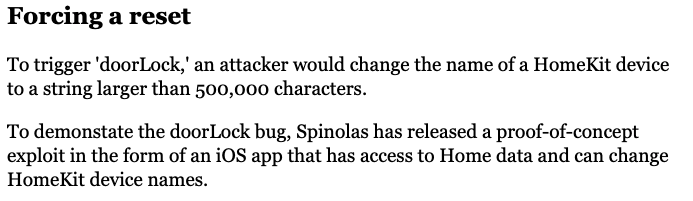 Forcing a reset
To trigger 'doorLock,' an attacker would change the name of a HomeKit device
to a string larger than 500,000 characters.
To demonstate the doorLock bug, Spinolas has released a proof-of-concept
exploit in the form of an iOS app that has access to Home data and can change
HomeKit device names.